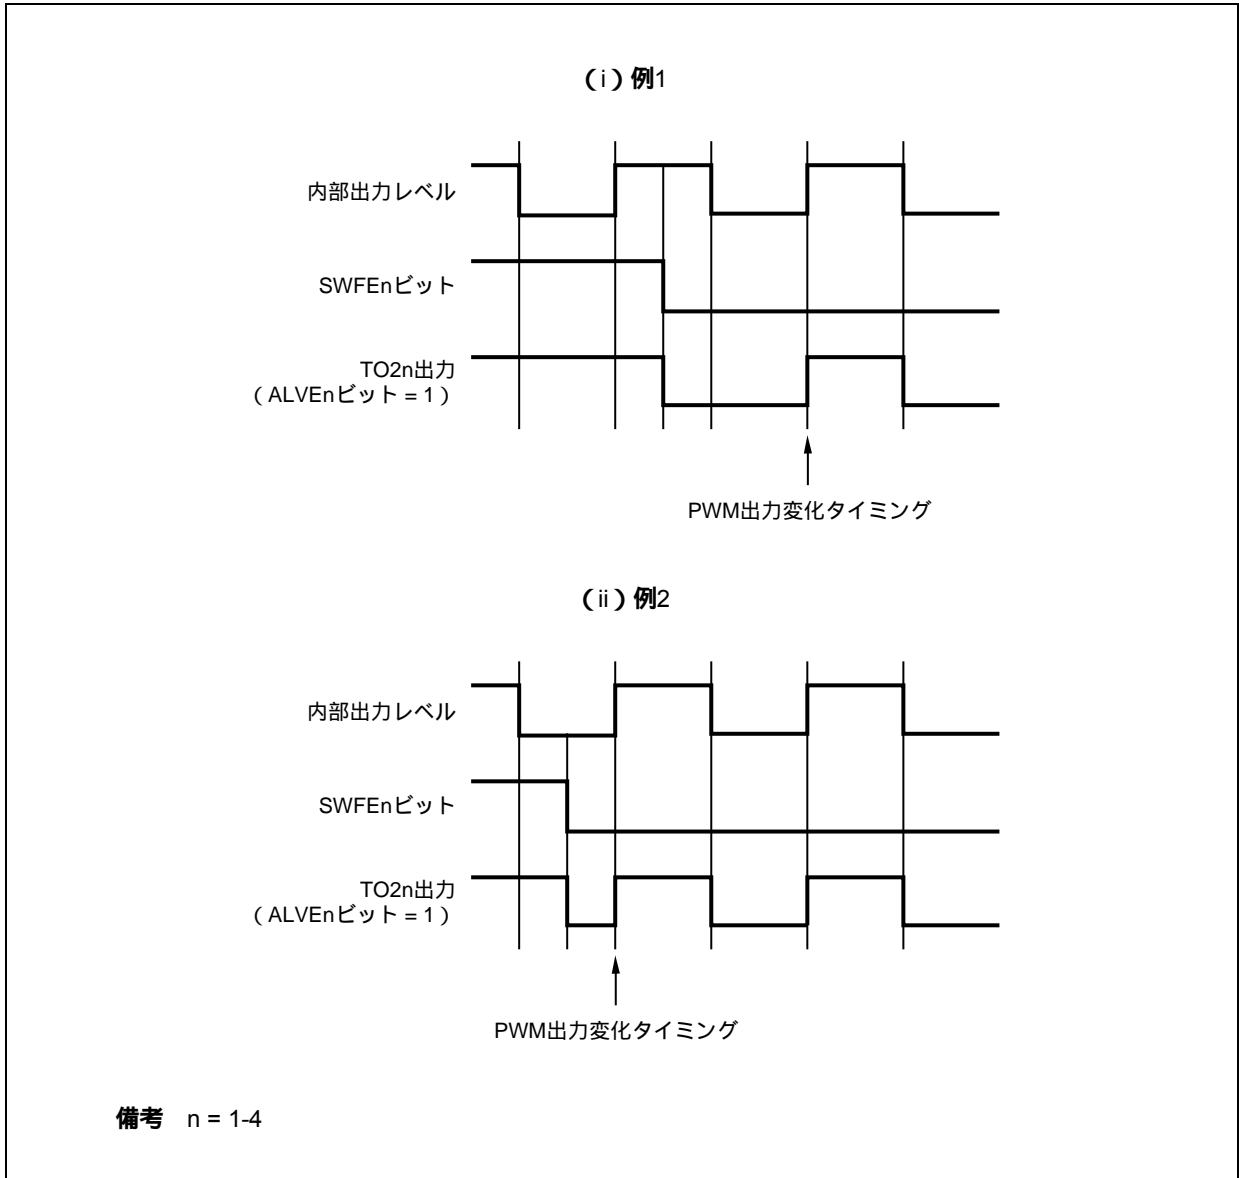 （i）例1
内部出力レベル
SWFEnビット
TO2n出力
（ALVEnビット = 1）
PWM出力変化タイミング
（ii）例2
内部出力レベル
SWFEnビット
TO2n出力
（ALVEnビット = 1）
PWM出力変化タイミング
備考 n = 1-4